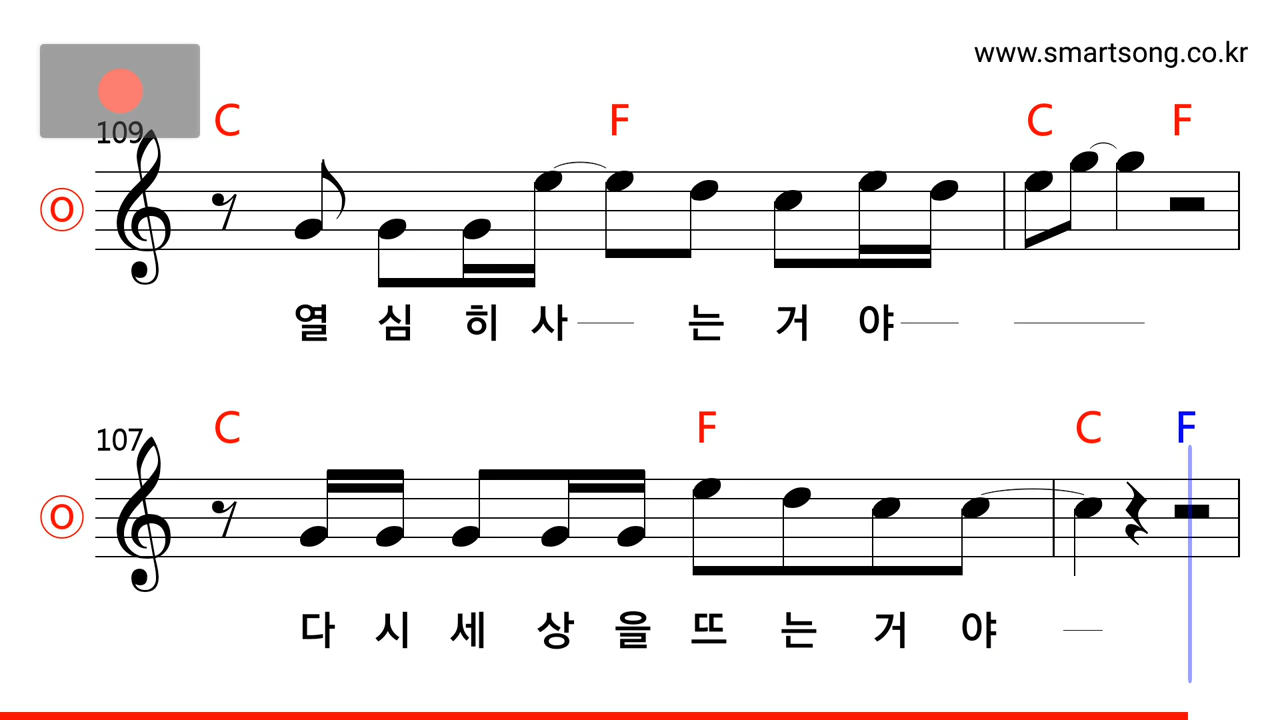 www.smartsong.co.kr
C F C F
109
O
열 심 히 사 는 거 야
C F C F
107
O
다 시 세 상 을 뜨 는 거 야